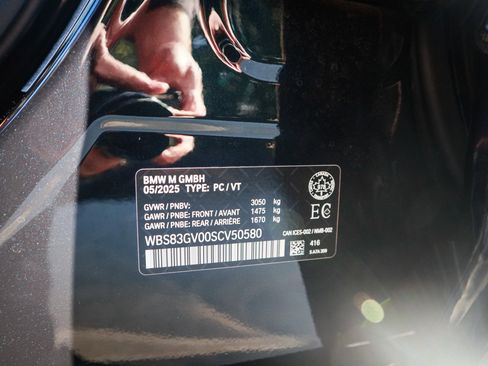 BMW M GMBH
05/2025 TYPE: PC / VT
GVWR / PNBV: 3050 kg
GAWR / PNBE: FRONT / AVANT 1475 kg
GAWR / PNBE: REAR / ARRIÈRE 1670 kg
WBS83GV00SCV50580
EC
CAN ICES-002 / NMB-002
416